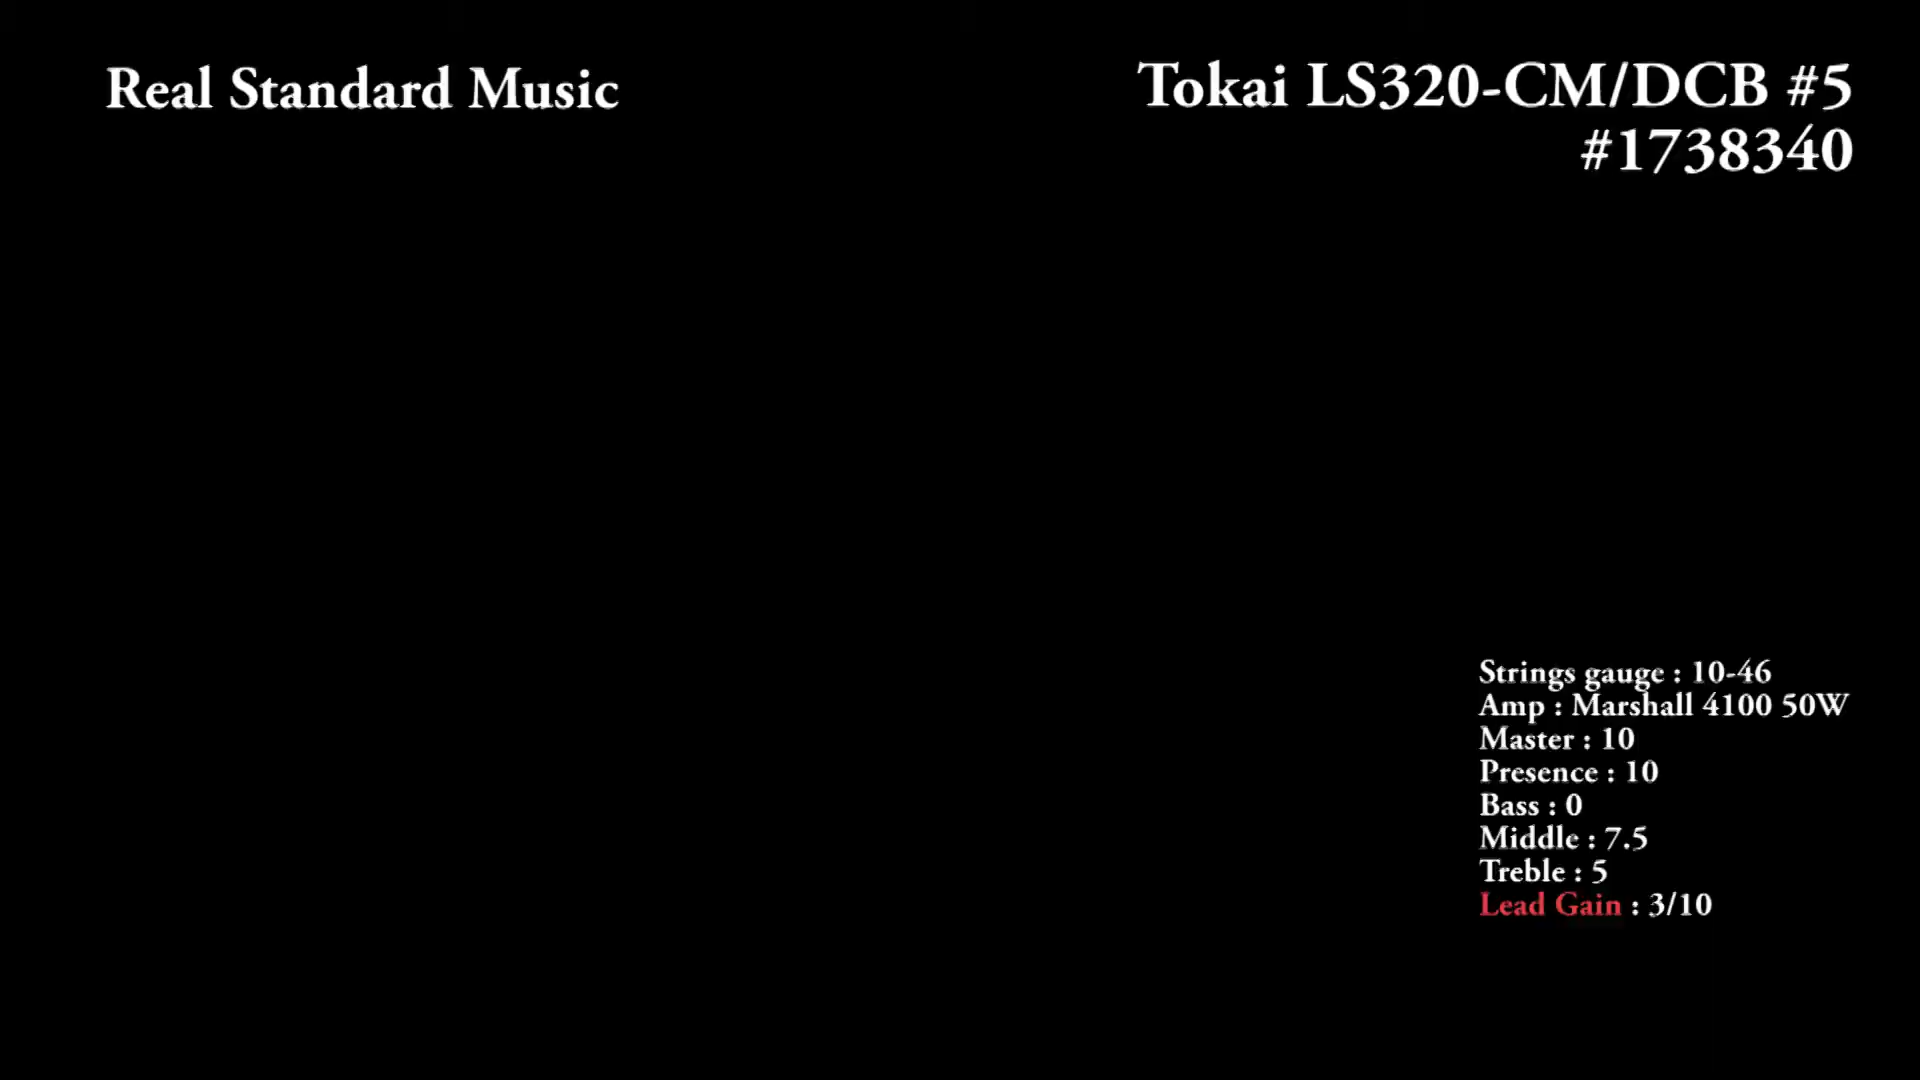 Real Standard Music
Tokai LS320-CM/DCB #5
#1738340
Strings gauge : 10-46
Amp : Marshall 4100 50W
Master : 10
Presence : 10
Bass : 0
Middle : 7.5
Treble : 5
Lead Gain : 3/10